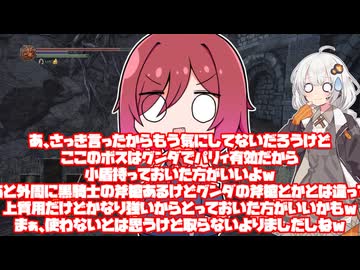 あ、さっき言ったからもう気にしてないだろうけど
ここのボスはグンダでパリィ有効だから
小盾持っておいた方がいいよw
あと外周に黒騎士の斧槍あるけどグンダの斧槍とかとは違って
上質用だけどかなり強いからとっておいた方がいいかもw
まぁ、使わないとは思うけど取らないよりましだしねw